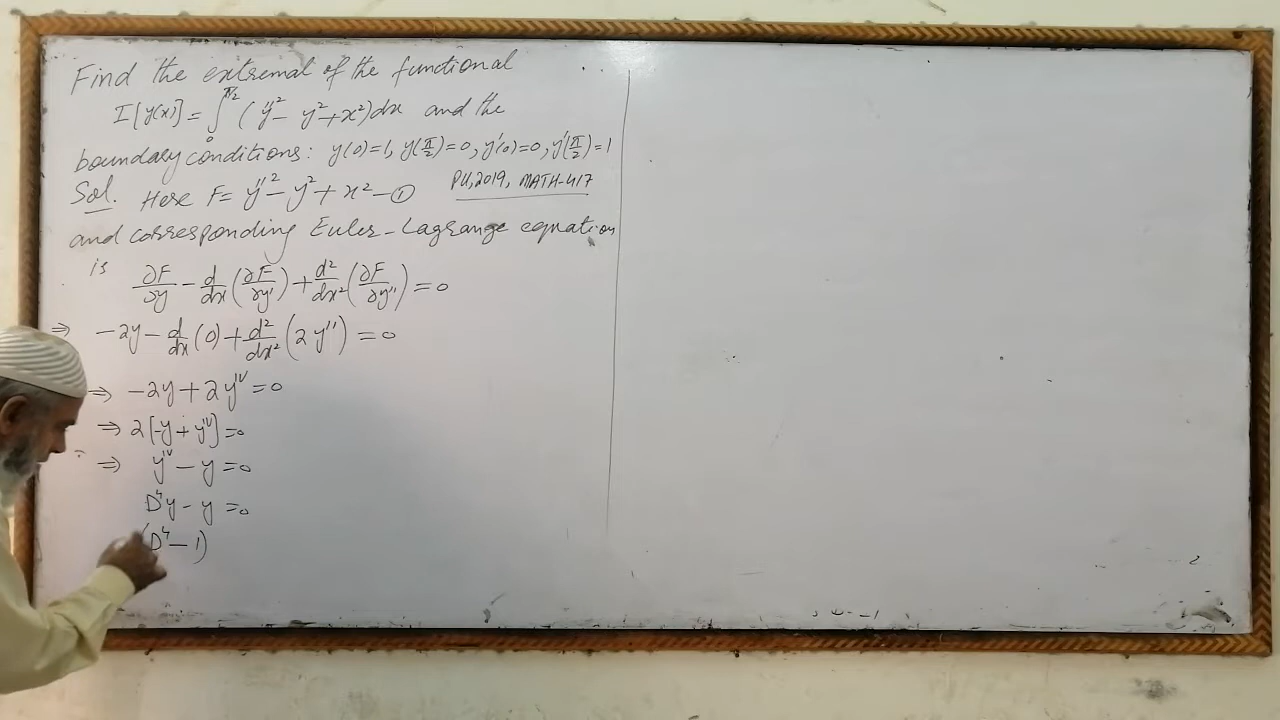 Find the extremal of the functional
I[y(x)] = ∫₀^{π/2} (y''² - y² + x²)dx and the
boundary conditions: y(0)=1, y(π/2)=0, y'(0)=0, y'(π/2)=1
Sol. Here F = y''² - y² + x² - ① PU, 2019, MATH-417
and corresponding Euler-Lagrange equation
is ∂F/∂y - d/dx(∂F/∂y') + d²/dx²(∂F/∂y'') = 0
⇒ -2y - d/dx(0) + d²/dx²(2y'') = 0
⇒ -2y + 2y^{iv} = 0
⇒ 2[-y + y^{iv}] = 0
⇒ y^{iv} - y = 0
D⁴y - y = 0
(D⁴ - 1)